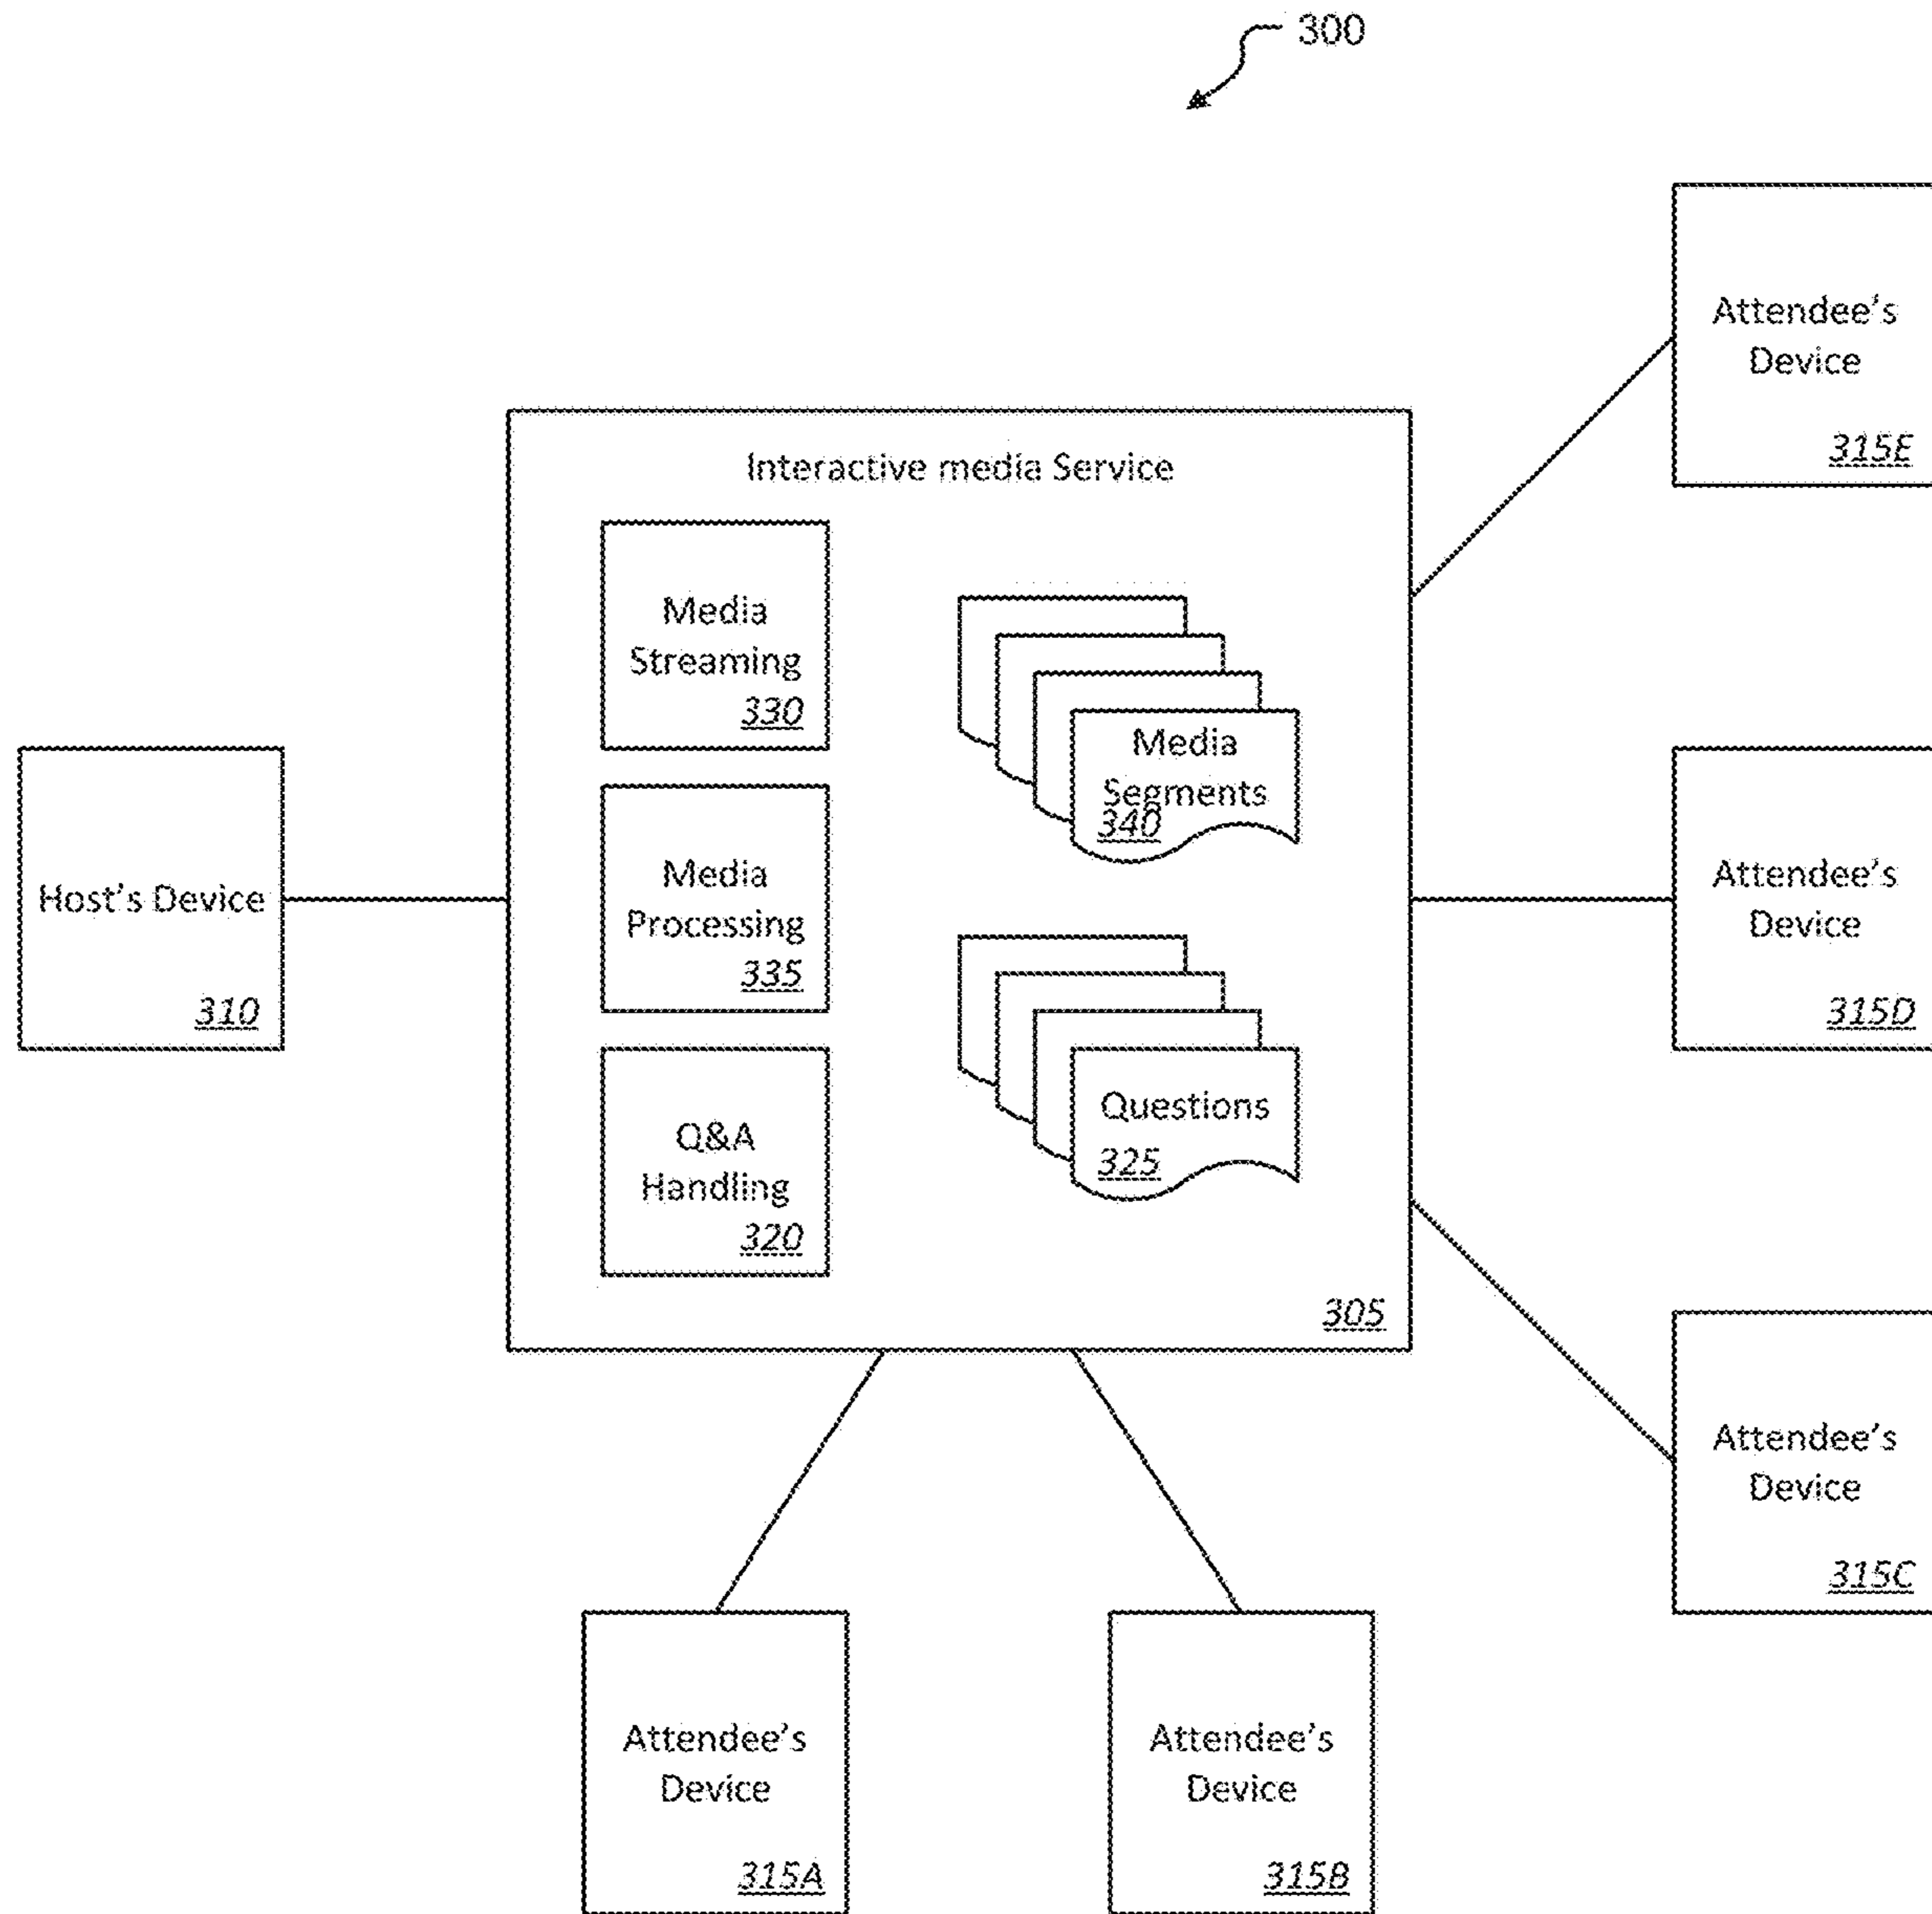 300
Attendee's
Device
315E
Interactive media Service
Media
Streaming
330
Media
Segments
340
Host's Device
310
Media
Processing
335
Attendee's
Device
315D
Questions
325
Q&A
Handling
320
305
Attendee's
Device
315C
Attendee's
Device
315A
Attendee's
Device
315B